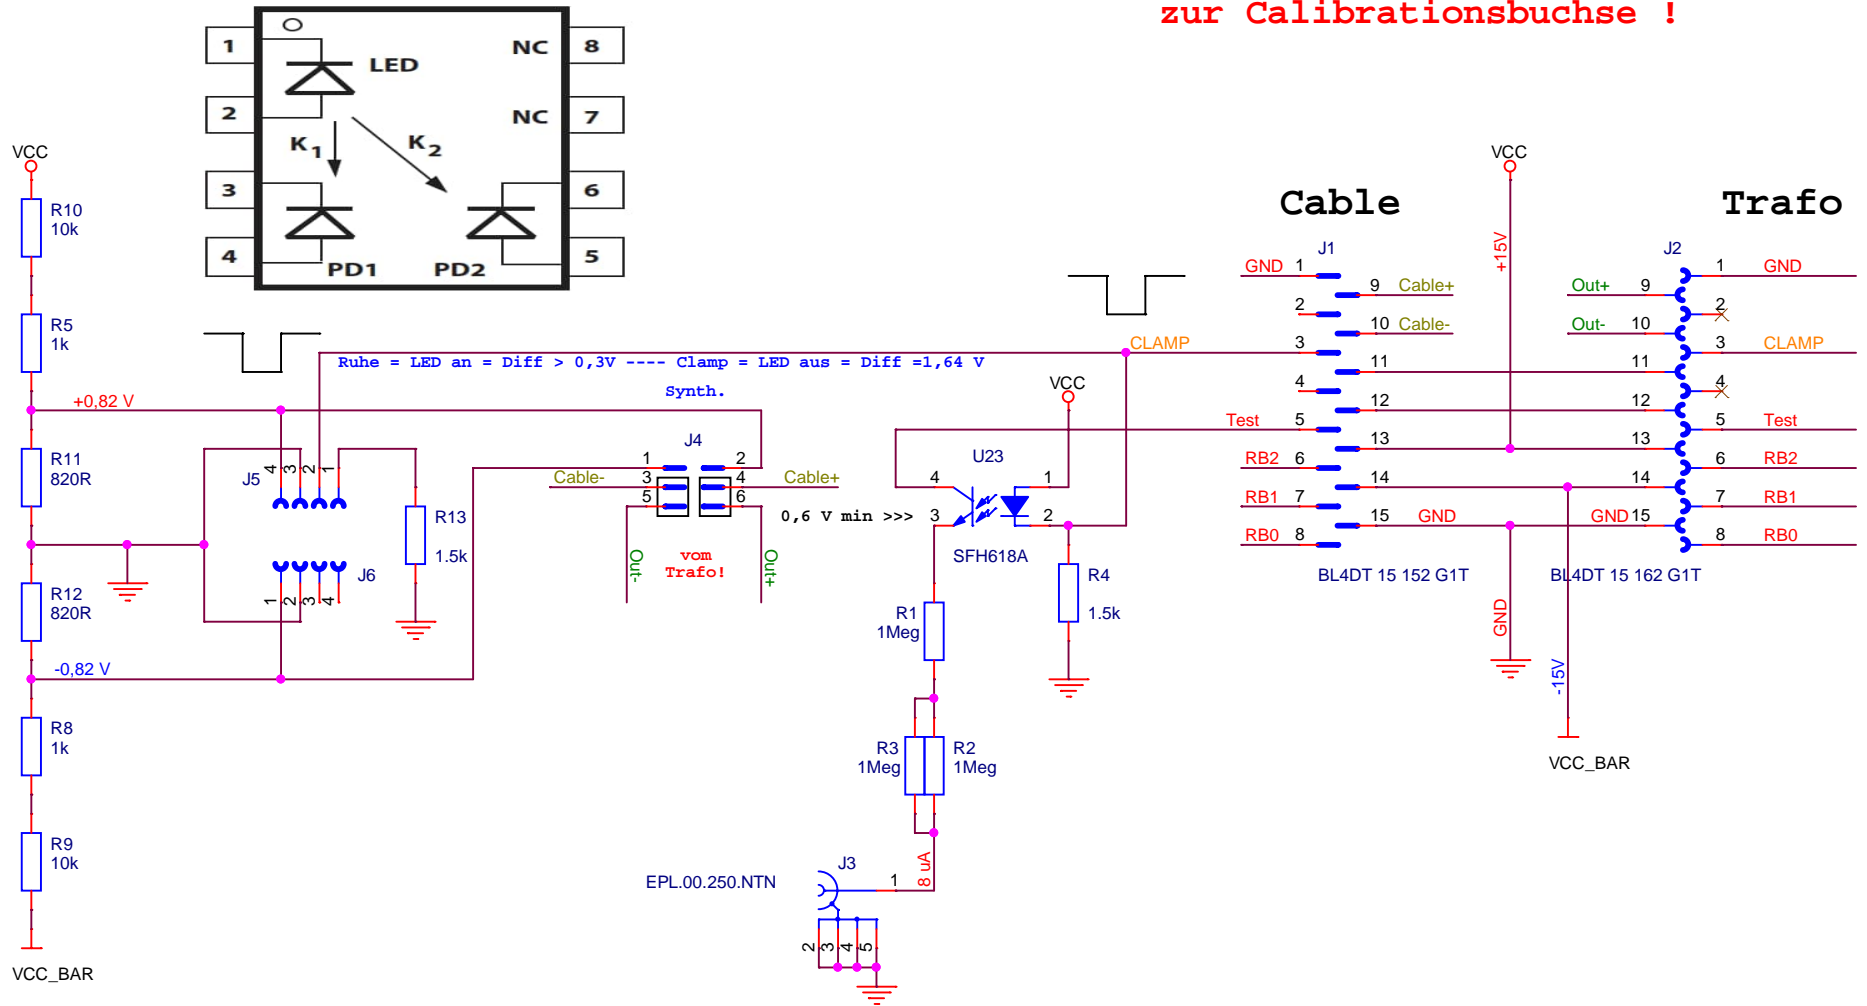 zur Calibrationsbuchse !
1
2
3
4
LED
K1
K2
PD1
PD2
NC
NC
8
7
6
5
VCC
R10
10k
R5
1k
+0,82 V
R11
820R
R12
820R
-0,82 V
R8
1k
R9
10k
VCC_BAR
Ruhe = LED an = Diff > 0,3V ---- Clamp = LED aus = Diff =1,64 V
Synth.
J5
4
3
2
1
J6
1
2
3
4
R13
1.5k
J4
1
2
3
4
5
6
Cable-
Cable+
Out-
Out+
vom
Trafo!
0,6 V min >>>
VCC
U23
4
1
3
2
SFH618A
R1
1Meg
R4
1.5k
R3
1Meg
R2
1Meg
8 uA
J3
EPL.00.250.NTN
1
2
3
4
5
CLAMP
Test
Cable
J1
GND 1
2
3
4
5
RB2 6
RB1 7
RB0 8
9 Cable+
10 Cable-
11
12
13
14
15 GND
BL4DT 15 152 G1T
VCC
+15V
GND
-15V
VCC_BAR
Trafo
J2
Out+ 9
Out- 10
11
12
13
14
GND 15
1 GND
2
3 CLAMP
4
5 Test
6 RB2
7 RB1
8 RB0
BL4DT 15 162 G1T